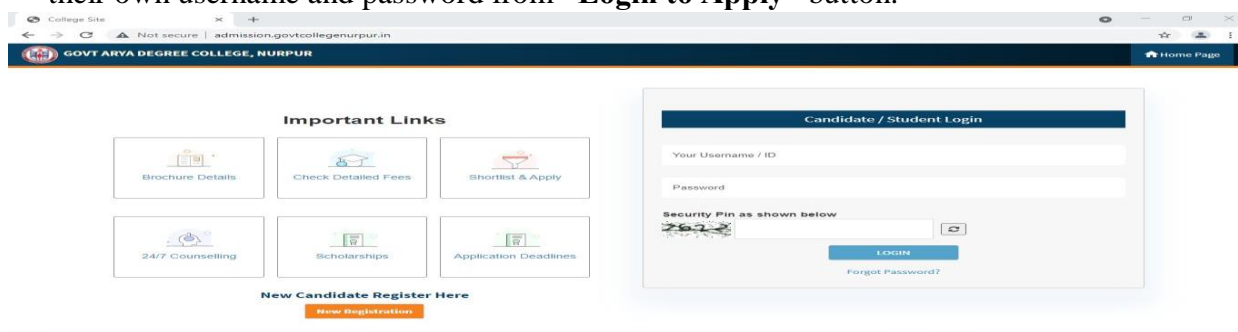 their own username and password from "Login to Apply" button.
College Site
Not secure | admission.govtcollegenurpur.in
GOVT ARYA DEGREE COLLEGE, NURPUR
Home Page
Important Links
Brochure Details
Check Detailed Fees
Shortlist & Apply
24/7 Counselling
Scholarships
Application Deadlines
New Candidate Register Here
New Registration
Candidate / Student Login
Your Username / ID
Password
Security Pin as shown below
2622
LOGIN
Forgot Password?